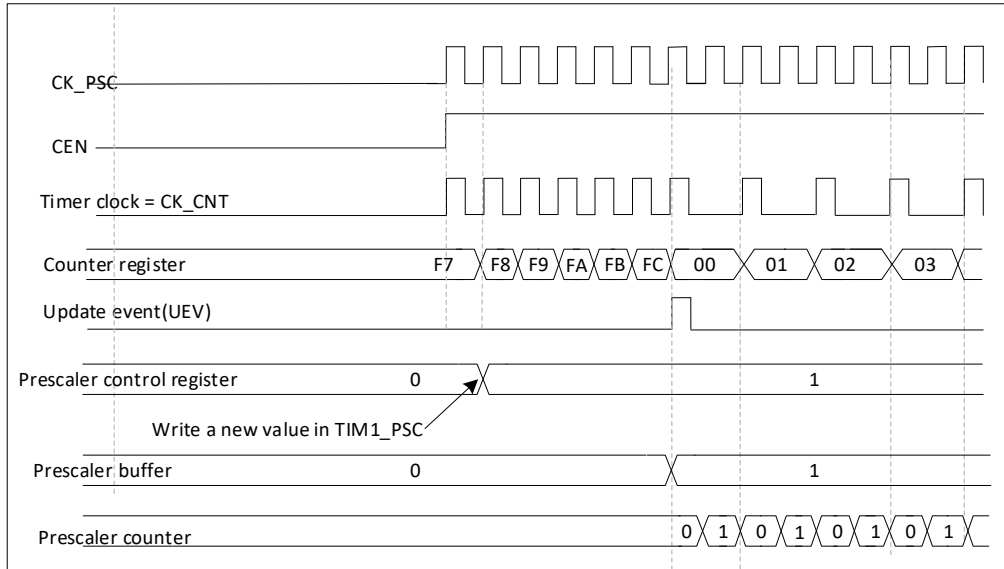 CK_PSC
CEN
Timer clock = CK_CNT
Counter register F7 F8 F9 FA FB FC 00 01 02 03
Update event(UEV)
Prescaler control register 0 1
Write a new value in TIM1_PSC
Prescaler buffer 0 1
Prescaler counter 0 1 0 1 0 1 0 1